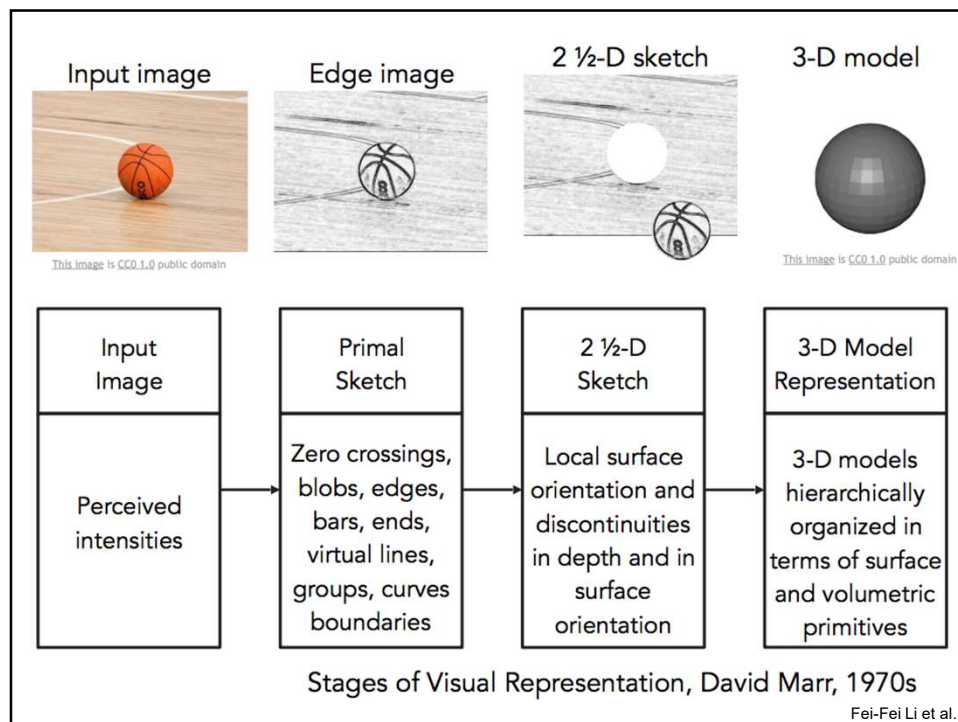 Input image
Edge image
2 ½-D sketch
3-D model
This image is CC0 1.0 public domain
This image is CC0 1.0 public domain
Input
Image
Perceived
intensities
Primal
Sketch
Zero crossings,
blobs, edges,
bars, ends,
virtual lines,
groups, curves
boundaries
2 ½-D
Sketch
Local surface
orientation and
discontinuities
in depth and in
surface
orientation
3-D Model
Representation
3-D models
hierarchically
organized in
terms of surface
and volumetric
primitives
Stages of Visual Representation, David Marr, 1970s
Fei-Fei Li et al.